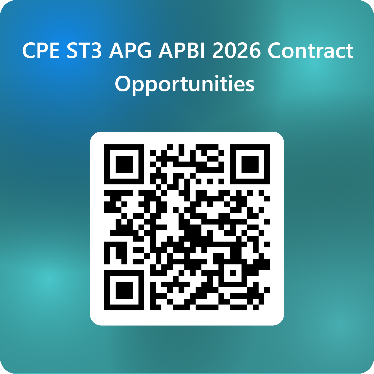 CPE ST3 APG APBI 2026 Contract
Opportunities